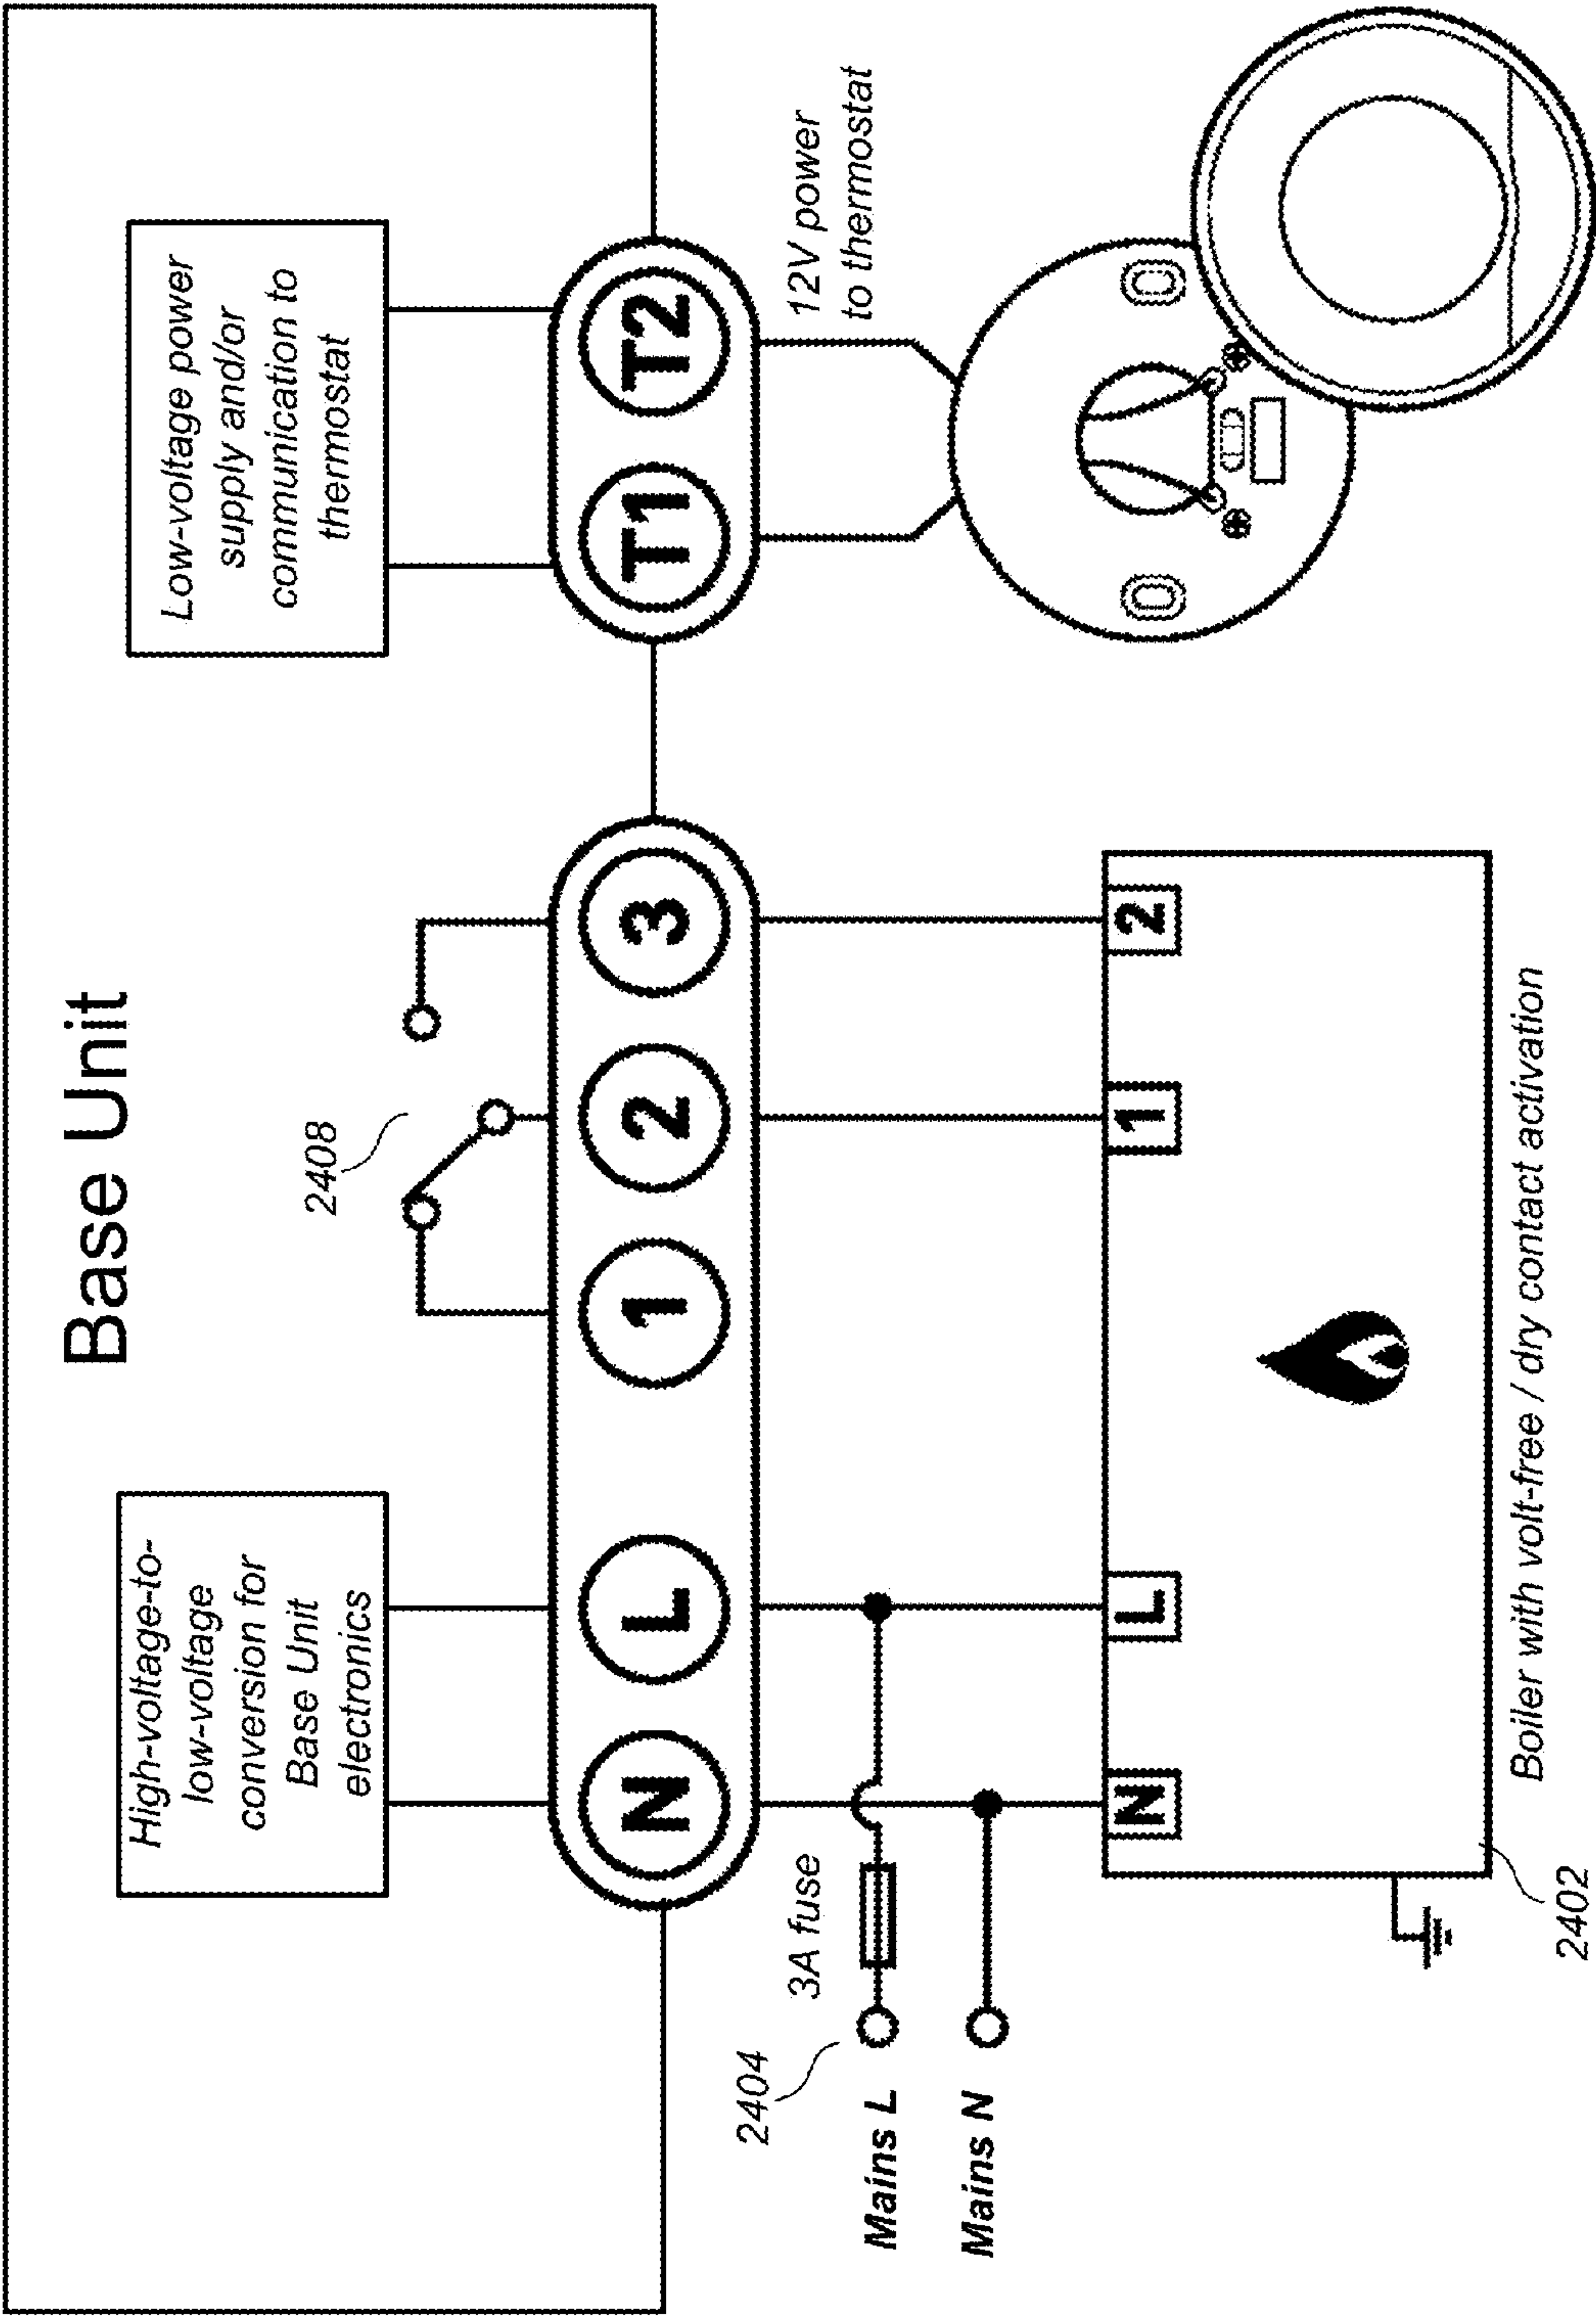 Base Unit
High-voltage-to-
low-voltage
conversion for
Base Unit
electronics
2408
Low-voltage power
supply and/or
communication to
thermostat
N
L
1
2
3
T1
T2
2404
3A fuse
Mains L
Mains N
12V power
to thermostat
N
L
1
2
Boiler with volt-free / dry contact activation
2402